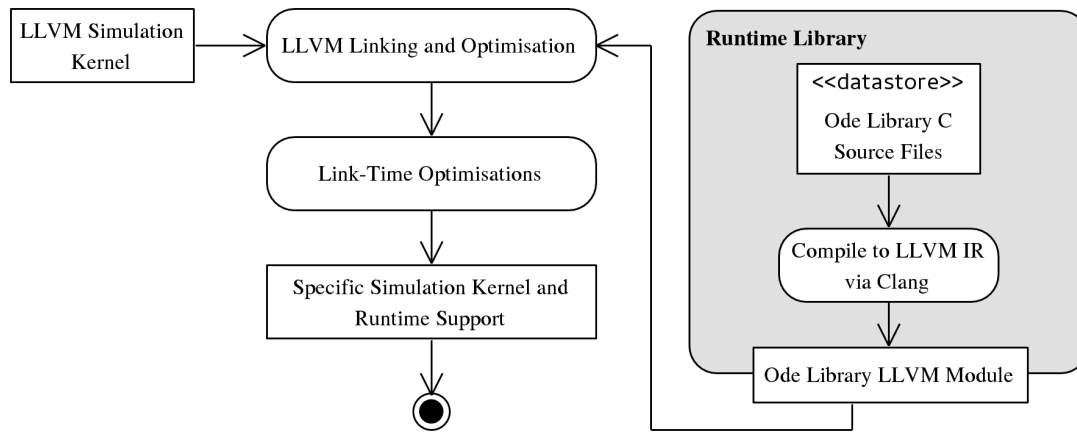 LLVM Simulation
Kernel
LLVM Linking and Optimisation
Link-Time Optimisations
Specific Simulation Kernel and
Runtime Support
Runtime Library
<<datastore>>
Ode Library C
Source Files
Compile to LLVM IR
via Clang
Ode Library LLVM Module